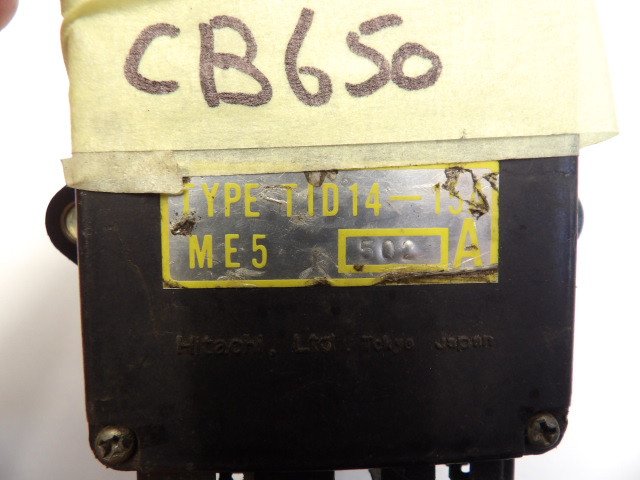 CB650
TYPE TID14-
ME5 502 A
Hitachi, Ltd. Tokyo Japan